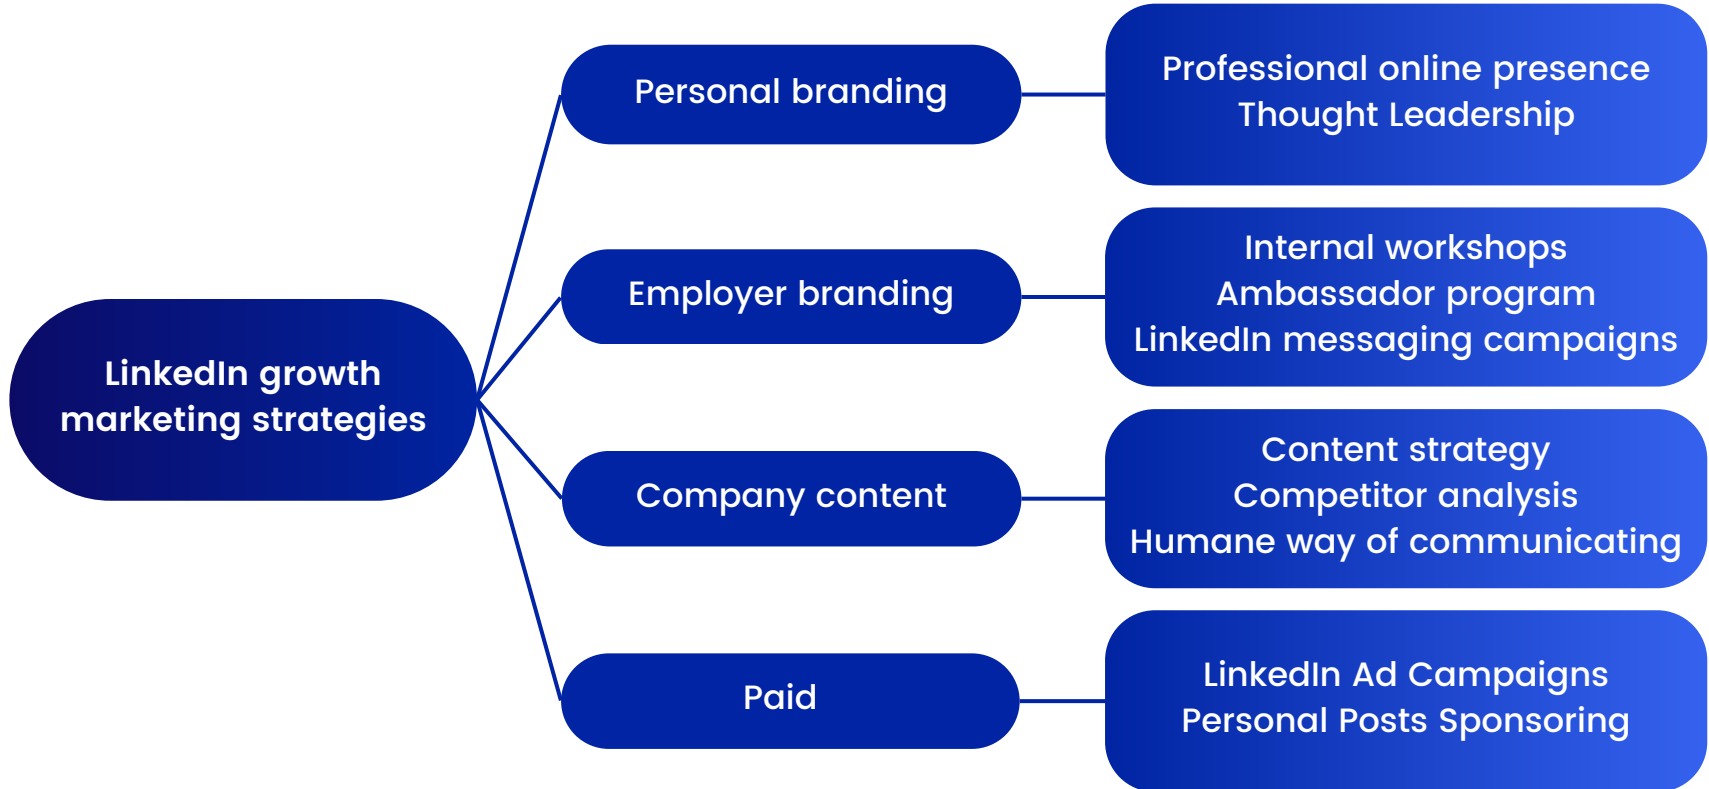 LinkedIn growth
marketing strategies
Personal branding
Professional online presence
Thought Leadership
Employer branding
Internal workshops
Ambassador program
LinkedIn messaging campaigns
Company content
Content strategy
Competitor analysis
Humane way of communicating
Paid
LinkedIn Ad Campaigns
Personal Posts Sponsoring